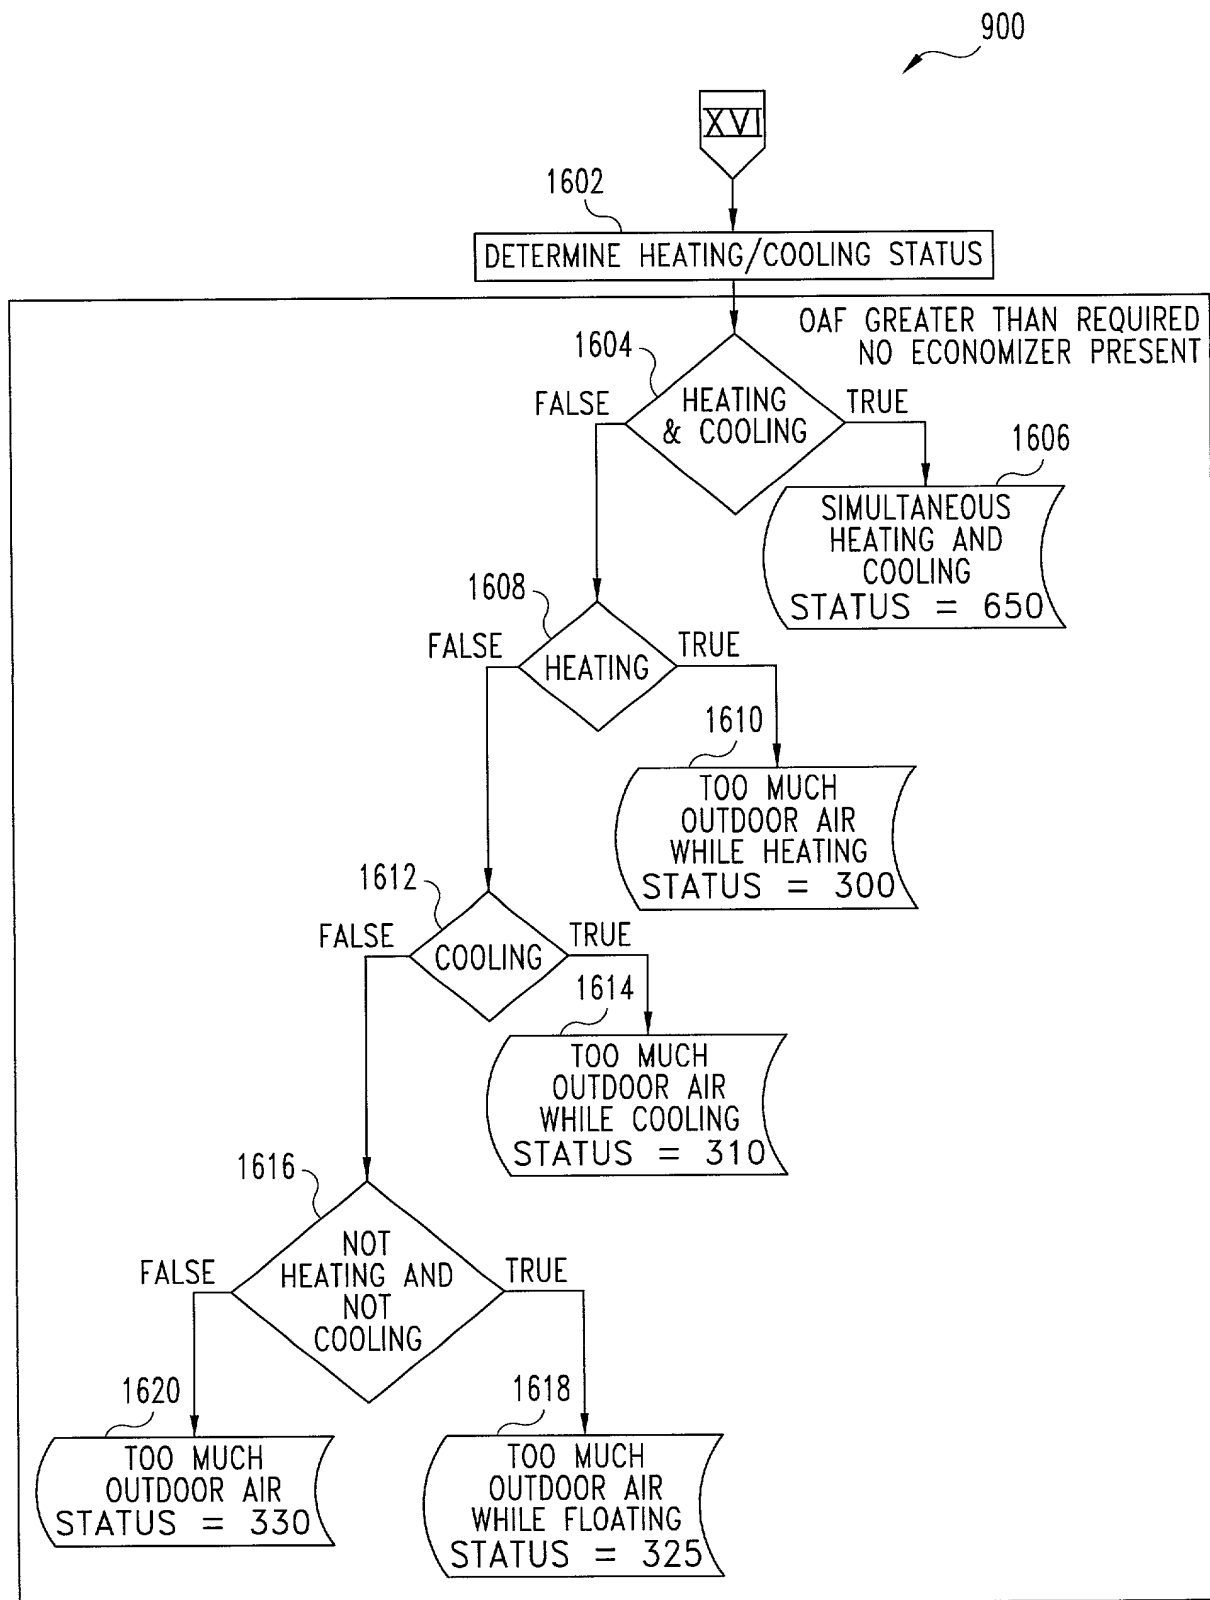 900
XVI
1602
DETERMINE HEATING/COOLING STATUS
OAF GREATER THAN REQUIRED
NO ECONOMIZER PRESENT
1604
FALSE
HEATING
& COOLING
TRUE
1606
SIMULTANEOUS
HEATING AND
COOLING
STATUS = 650
1608
FALSE
HEATING
TRUE
1610
TOO MUCH
OUTDOOR AIR
WHILE HEATING
STATUS = 300
1612
FALSE
COOLING
TRUE
1614
TOO MUCH
OUTDOOR AIR
WHILE COOLING
STATUS = 310
1616
FALSE
NOT
HEATING AND
NOT
COOLING
TRUE
1620
TOO MUCH
OUTDOOR AIR
STATUS = 330
1618
TOO MUCH
OUTDOOR AIR
WHILE FLOATING
STATUS = 325